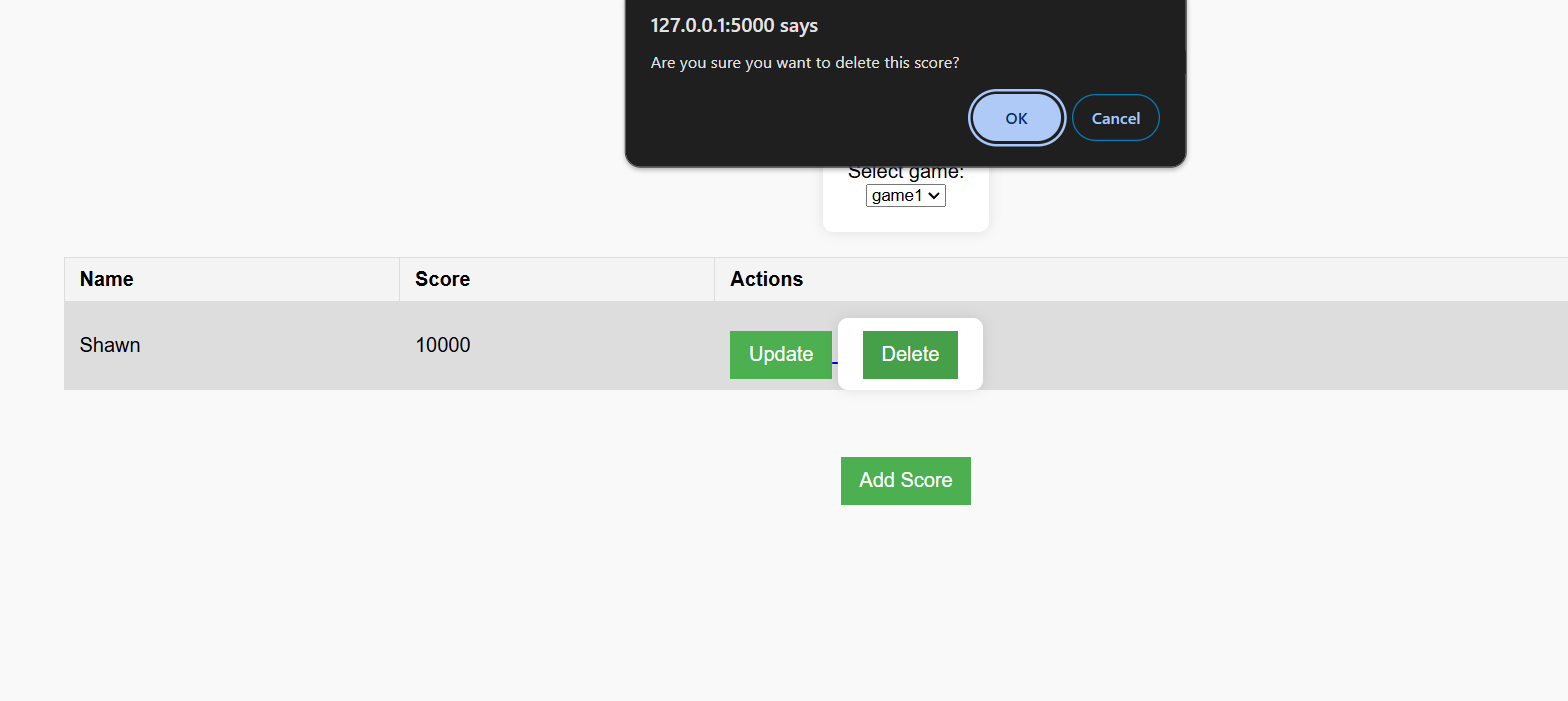 127.0.0.1:5000 says
Are you sure you want to delete this score?
OK Cancel
Select game:
game1
Name Score Actions
Shawn 10000 Update Delete
Add Score